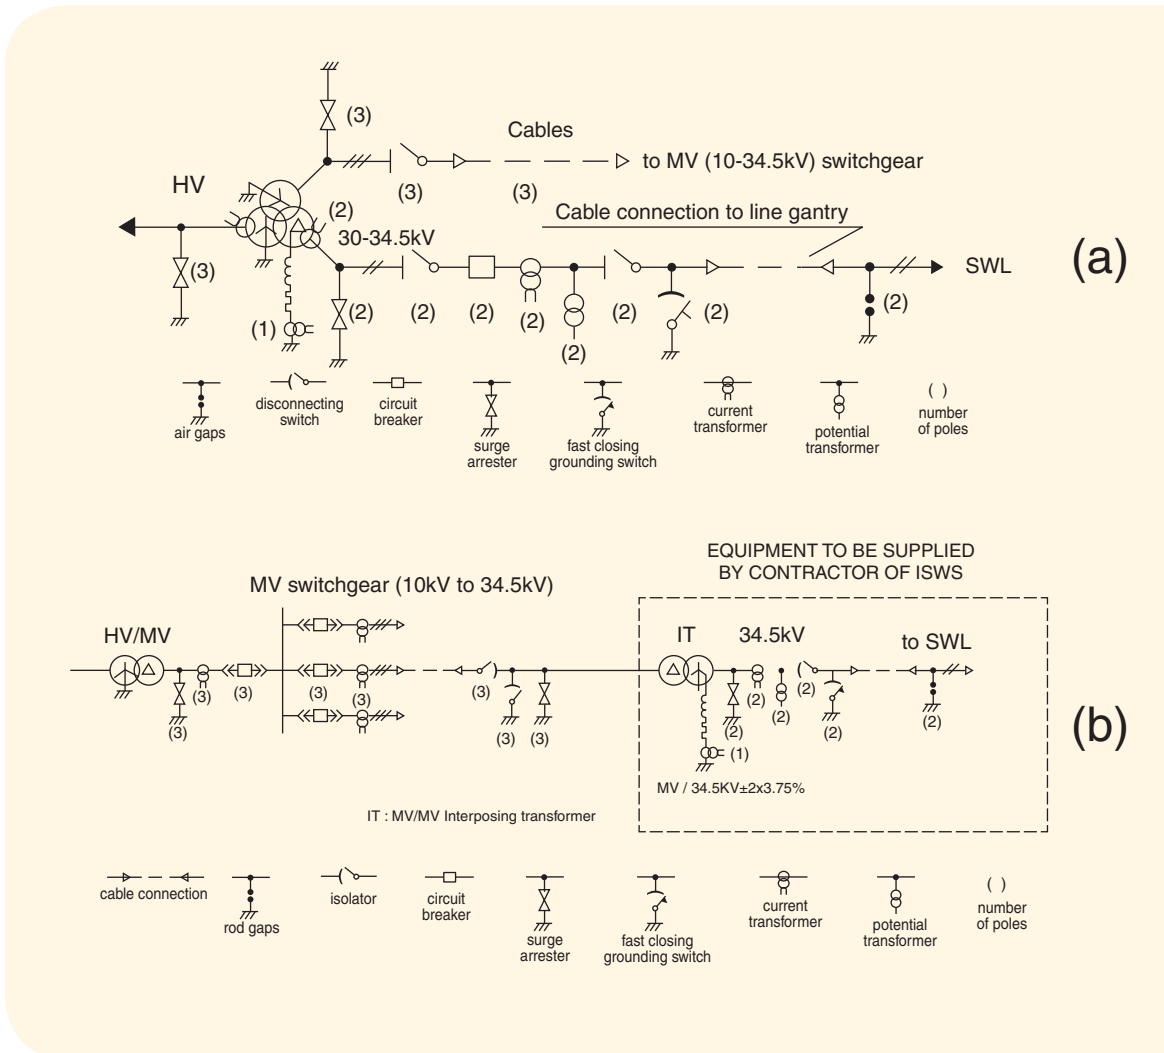 (3)
Cables
to MV (10-34.5kV) switchgear
HV
(3)
(3)
(2)
Cable connection to line gantry
30-34.5kV
(a)
SWL
(3)
(1)
(2)
(2)
(2)
(2)
(2)
(2)
(2)
(2)
air gaps
disconnecting
switch
circuit
breaker
surge
arrester
fast closing
grounding switch
current
transformer
potential
transformer
( )
number
of poles
EQUIPMENT TO BE SUPPLIED
BY CONTRACTOR OF ISWS
MV switchgear (10kV to 34.5kV)
HV/MV
IT
34.5kV
to SWL
(3)
(3)
(3)
(3)
(3)
(3)
(3)
(3)
(2)
(2)
(2)
(2)
(2)
(2)
(1)
(b)
MV / 34.5KV±2x3.75%
IT : MV/MV Interposing transformer
cable connection
rod gaps
isolator
circuit
breaker
surge
arrester
fast closing
grounding switch
current
transformer
potential
transformer
( )
number
of poles